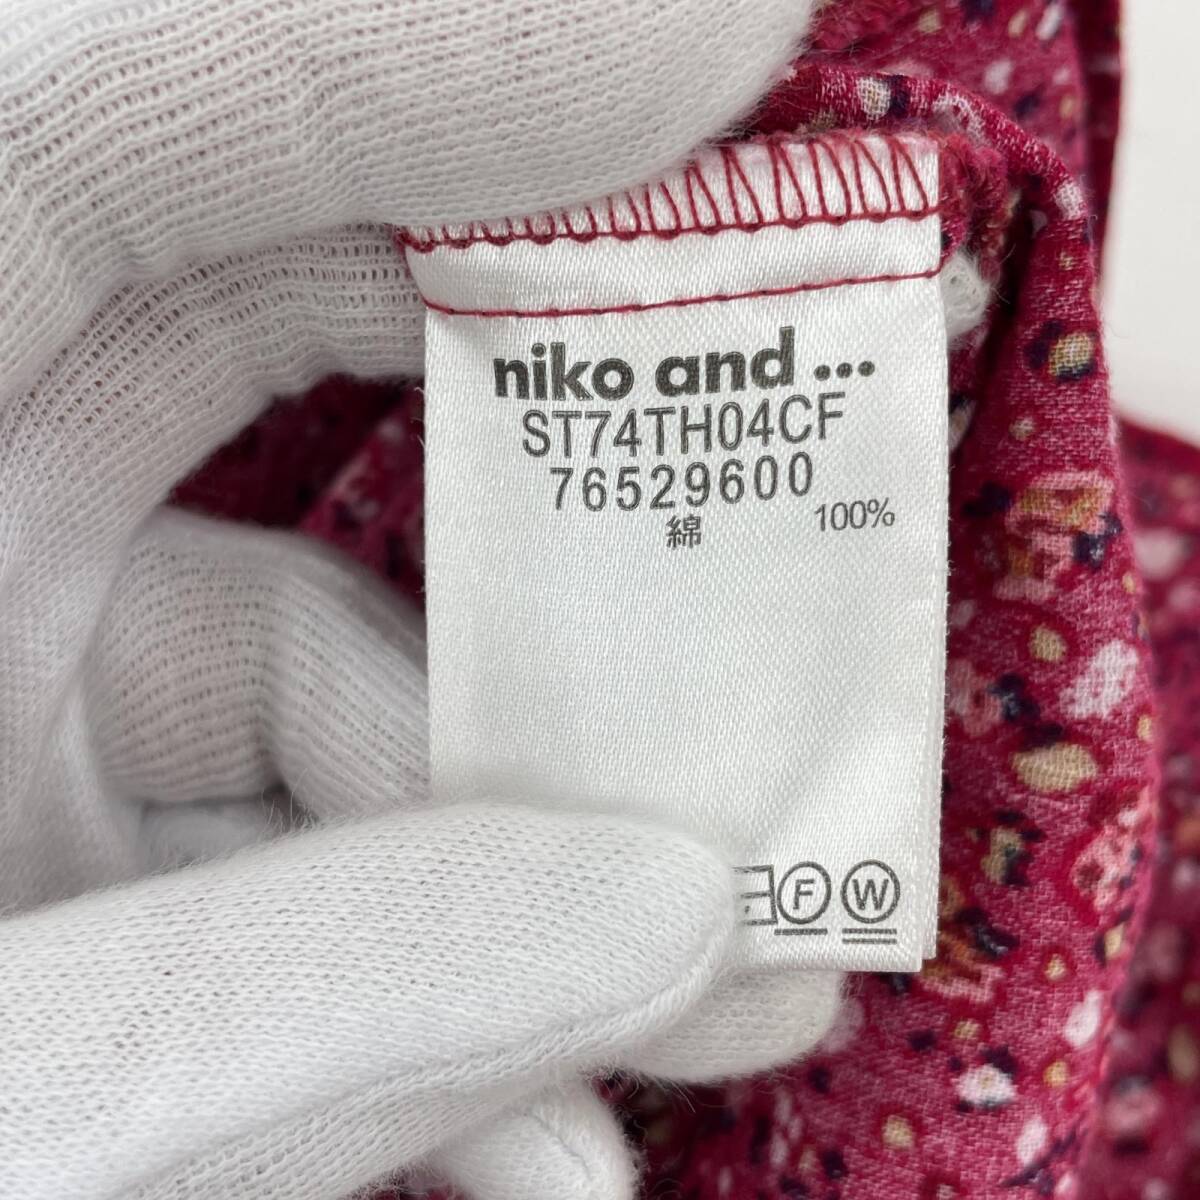 niko and ...
ST74TH04CF
76529600
綿 100%
F W